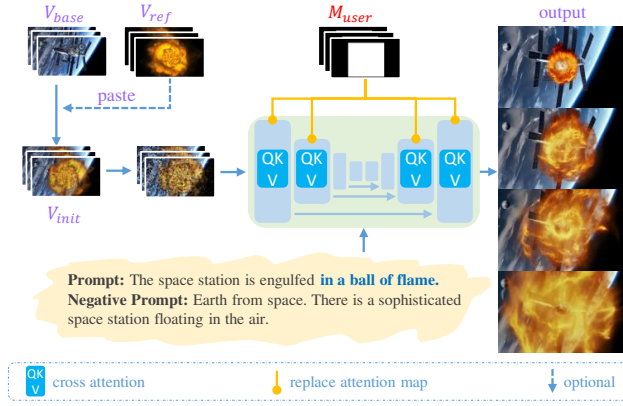 V_base
V_ref
M_user
output
paste
QK
V
QK
V
QK
V
QK
V
V_init
Prompt: The space station is engulfed in a ball of flame.
Negative Prompt: Earth from space. There is a sophisticated
space station floating in the air.
QK
V
cross attention
replace attention map
optional